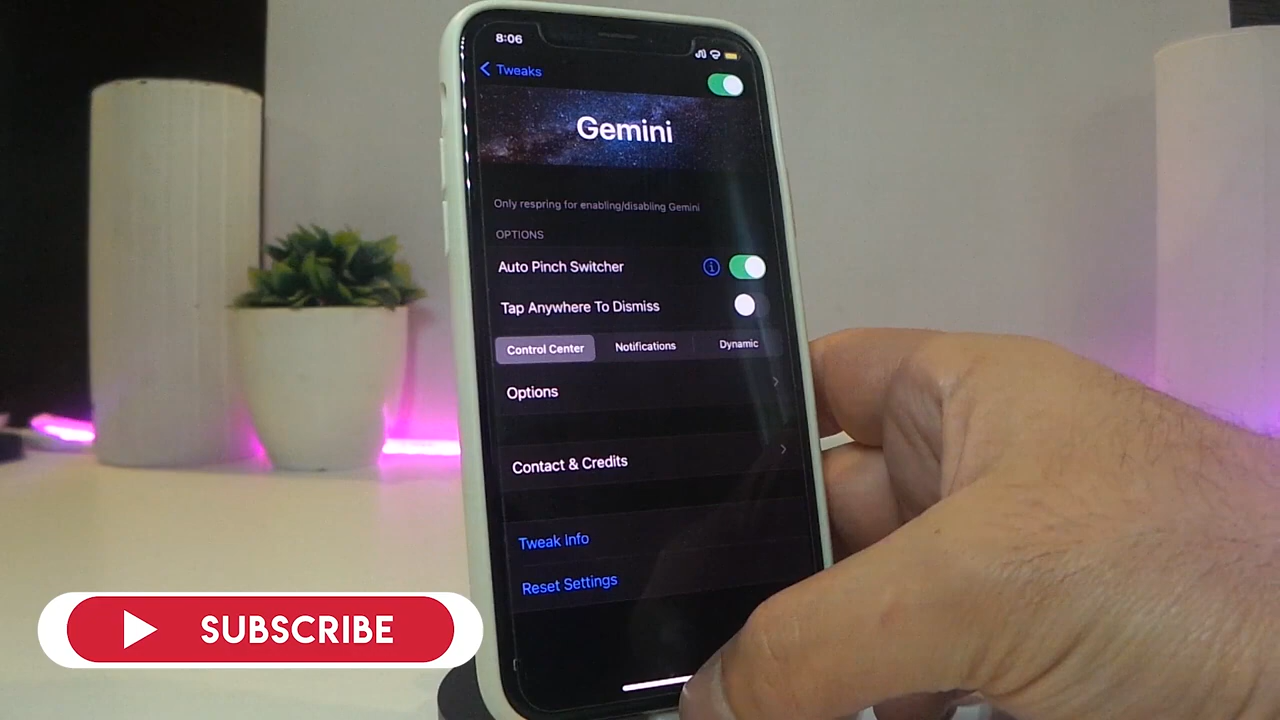 8:06
Tweaks
Gemini
Only respring for enabling/disabling Gemini
OPTIONS
Auto Pinch Switcher
Tap Anywhere To Dismiss
Control Center Notifications Dynamic
Options
Contact & Credits
Tweak Info
Reset Settings
SUBSCRIBE